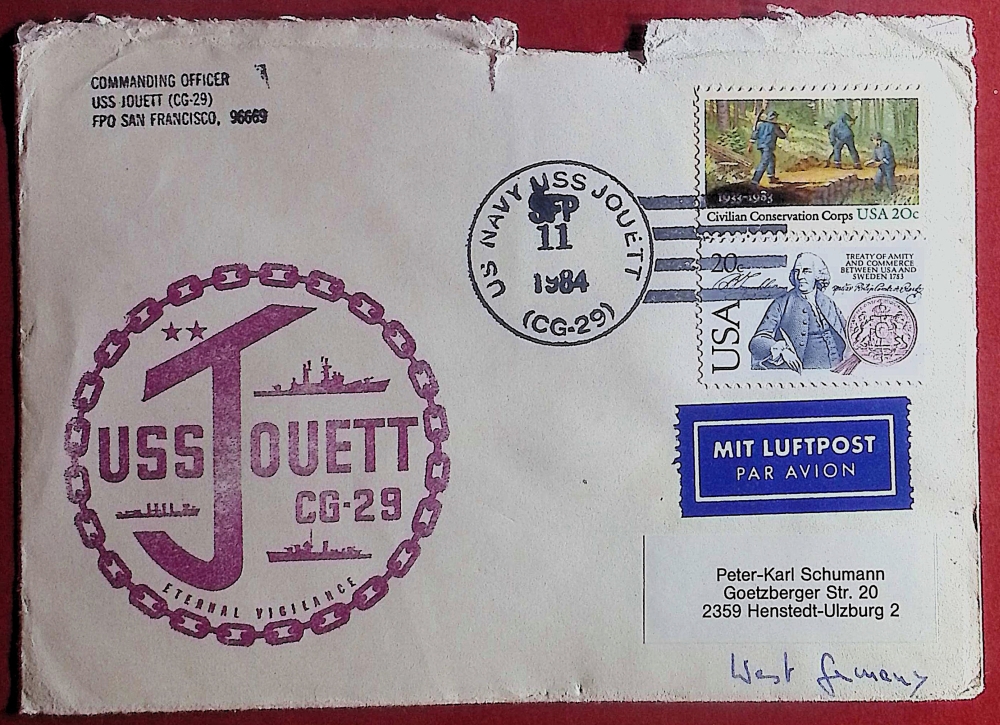 COMMANDING OFFICER
USS JOUETT (CG-29)
FPO SAN FRANCISCO, 96669
US NAVY USS JOUETT
SEP
11
1984
(CG-29)
1933-1983
Civilian Conservation Corps USA 20c
20c
TREATY OF AMITY
AND COMMERCE
BETWEEN USA AND
SWEDEN 1783
USA
MIT LUFTPOST
PAR AVION
USS JOUETT
CG-29
ETERNAL VIGILANCE
Peter-Karl Schumann
Goetzberger Str. 20
2359 Henstedt-Ulzburg 2
West Germany